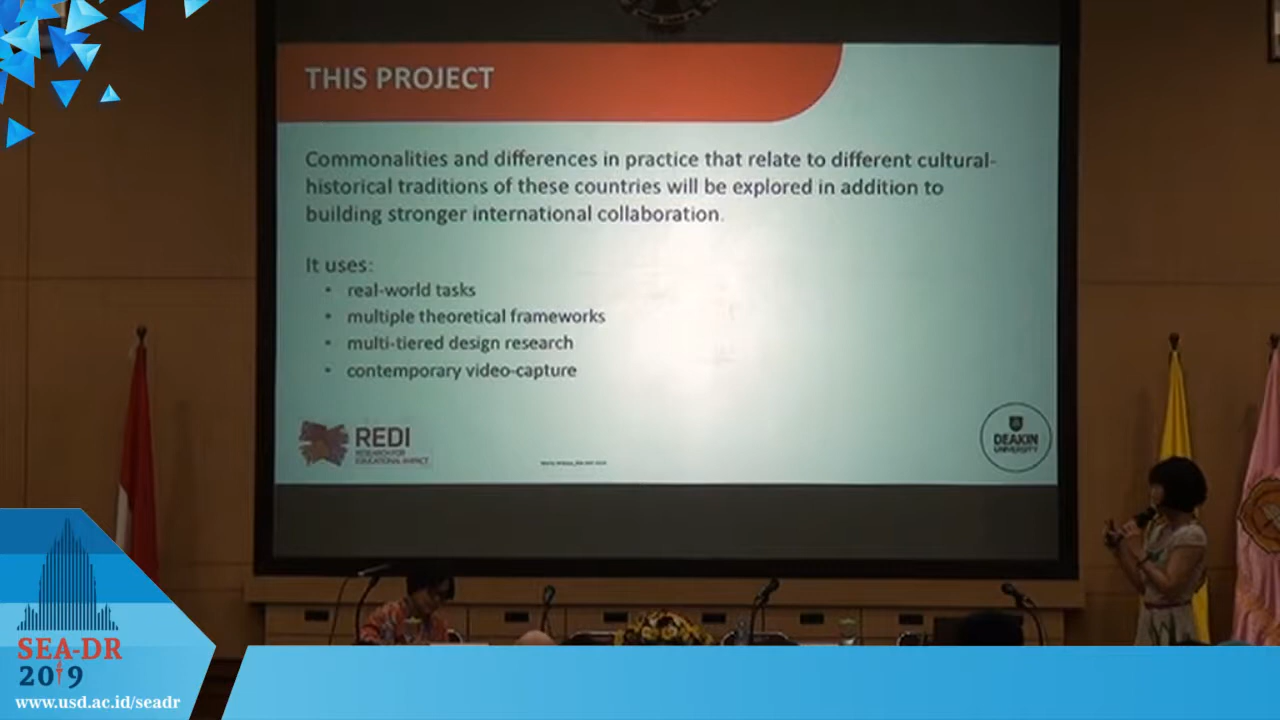 THIS PROJECT
Commonalities and differences in practice that relate to different cultural-
historical traditions of these countries will be explored in addition to
building stronger international collaboration.
It uses:
• real-world tasks
• multiple theoretical frameworks
• multi-tiered design research
• contemporary video-capture
REDI
RESEARCH FOR
EDUCATIONAL IMPACT
DEAKIN
UNIVERSITY
SEA-DR
2019
www.usd.ac.id/seadr